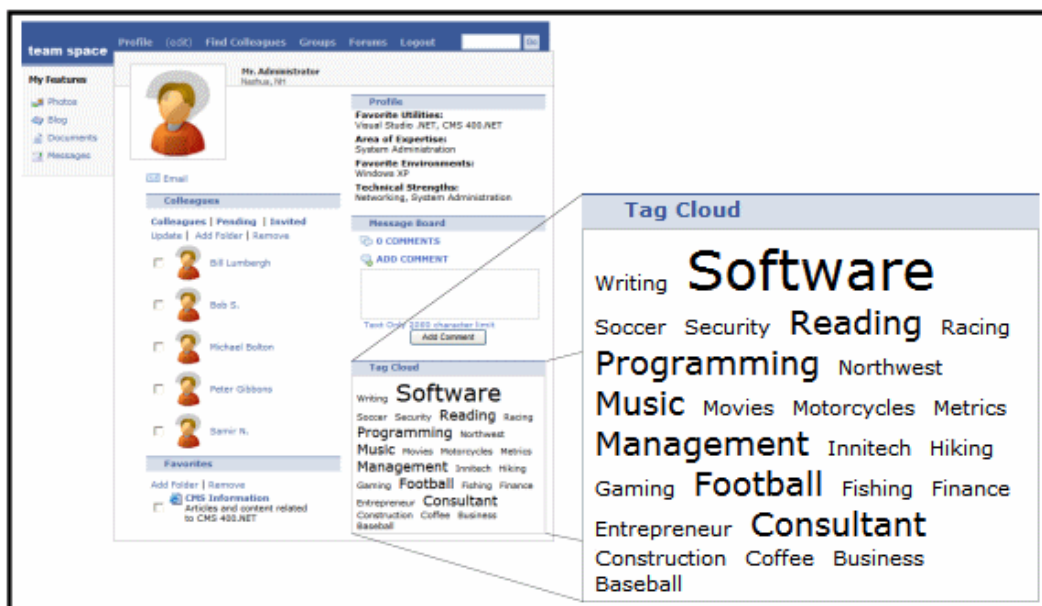 team space
Profile (edit) Find Colleagues Groups Forums Logout Go
My Features
Photos
Blog
Documents
Messages
Mr. Administrator
Nashua, NH
Email
Colleagues
Colleagues | Pending | Invited
Update | Add Folder | Remove
Bill Lumbergh
Bob S.
Michael Bolton
Peter Gibbons
Samir N.
Favorites
Add Folder | Remove
CMS Information
Articles and content related
to CMS 400.NET
Profile
Favorite Utilities:
Visual Studio .NET, CMS 400.NET
Area of Expertise:
System Administration
Favorite Environments:
Windows XP
Technical Strengths:
Networking, System Administration
Message Board
0 COMMENTS
ADD COMMENT
Text Only 2000 character limit
Add Comment
Tag Cloud
Writing Software
Soccer Security Reading Racing
Programming Northwest
Music Movies Motorcycles Metrics
Management Innitech Hiking
Gaming Football Fishing Finance
Entrepreneur Consultant
Construction Coffee Business
Baseball
Tag Cloud
Writing Software
Soccer Security Reading Racing
Programming Northwest
Music Movies Motorcycles Metrics
Management Innitech Hiking
Gaming Football Fishing Finance
Entrepreneur Consultant
Construction Coffee Business
Baseball